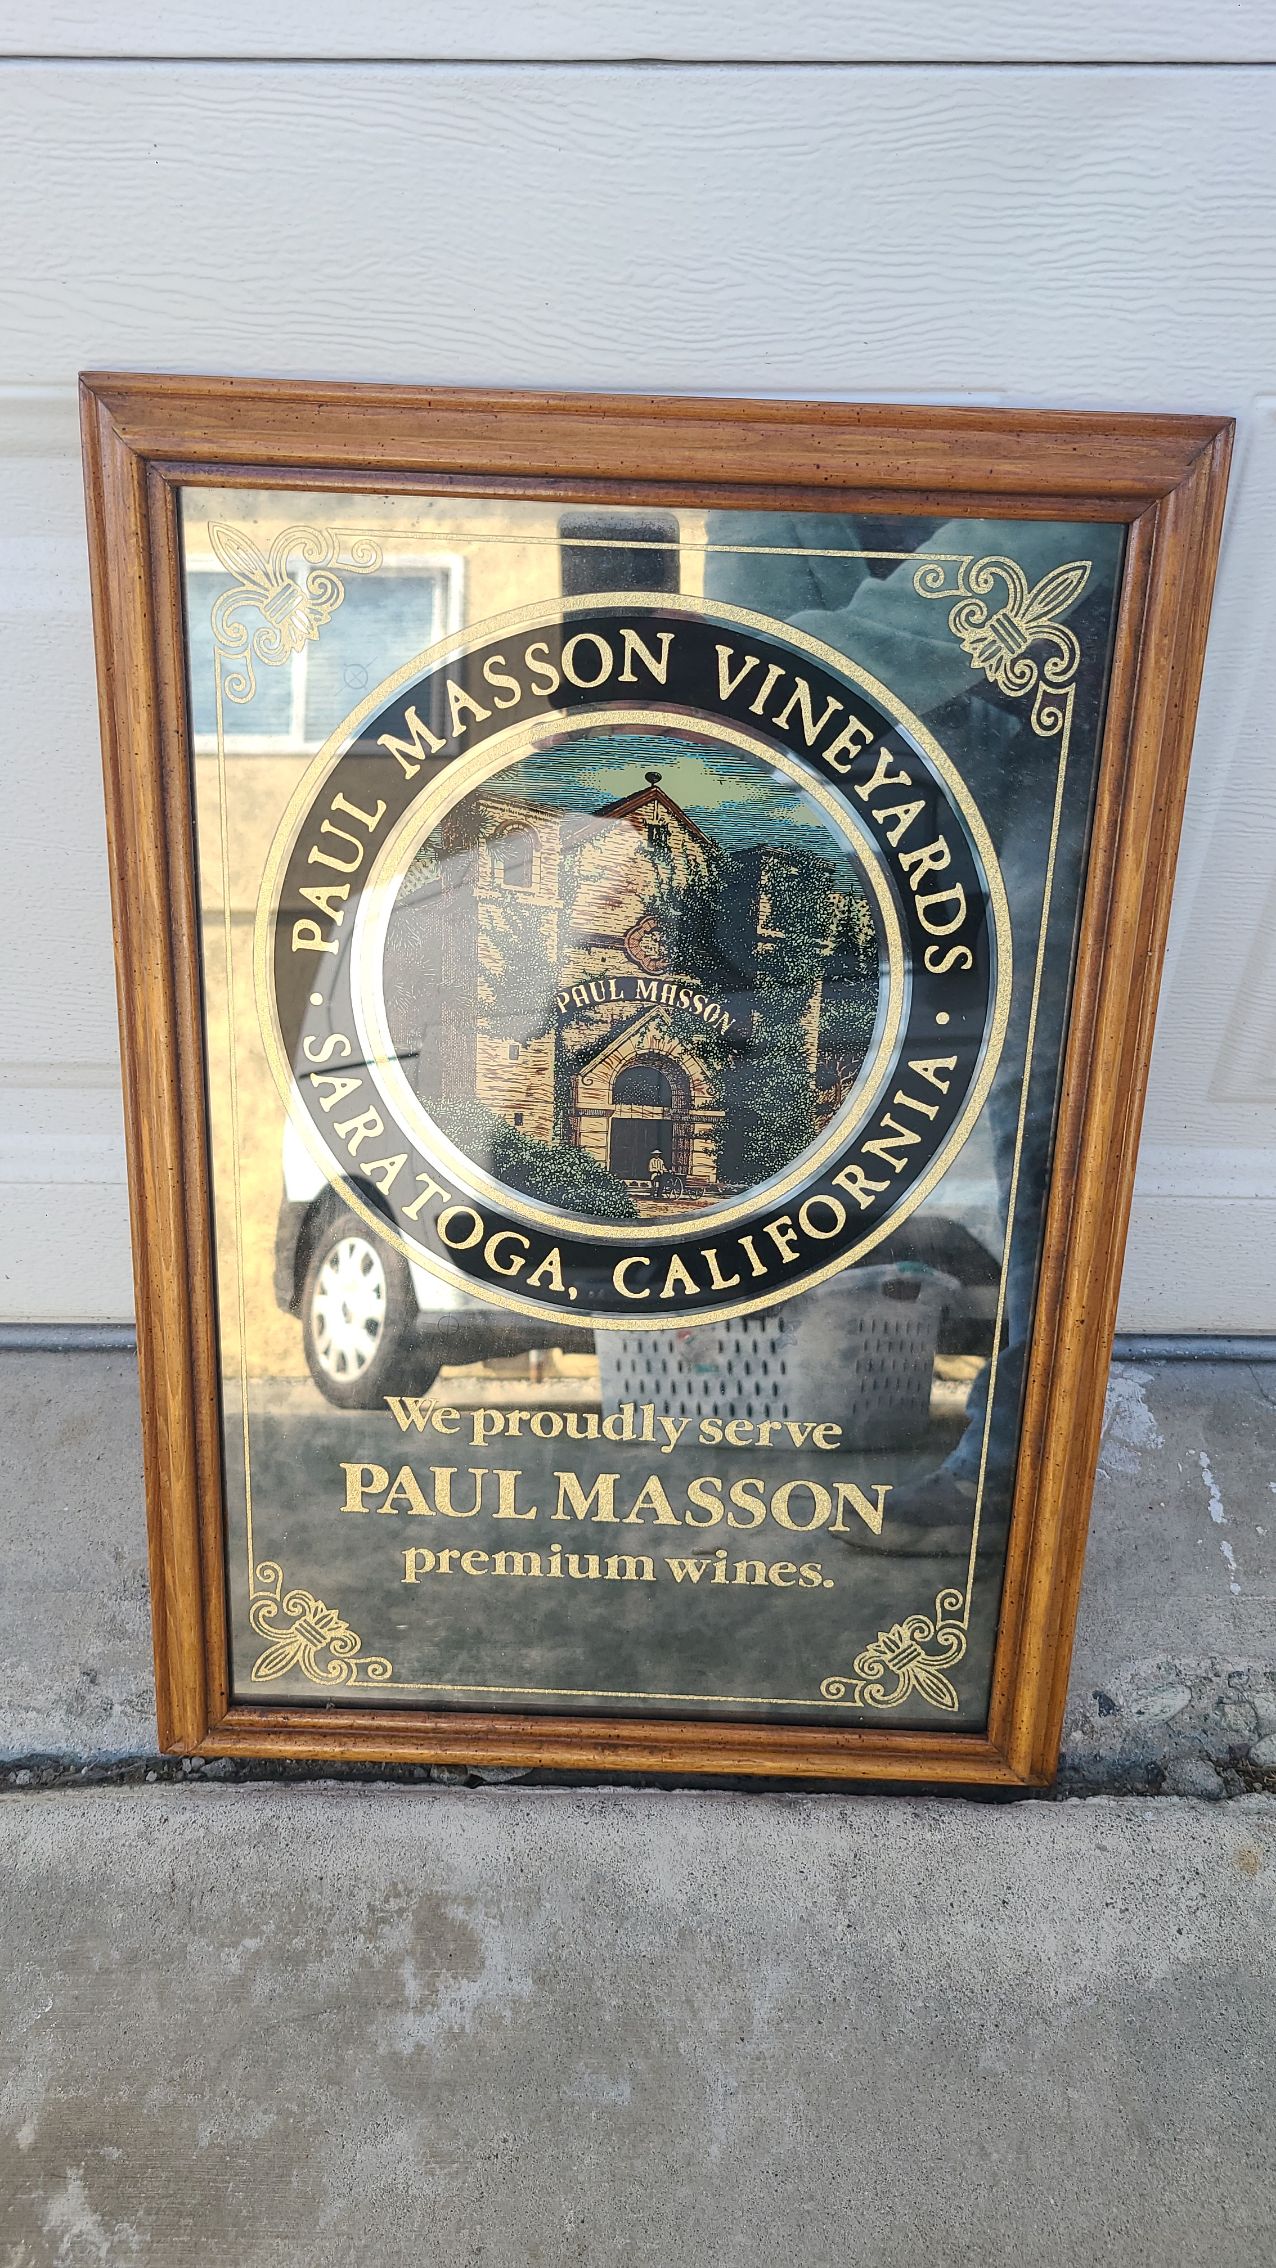 PAUL MASSON VINEYARDS
PAUL MASSON
· SARATOGA, CALIFORNIA ·
We proudly serve
PAUL MASSON
premium wines.